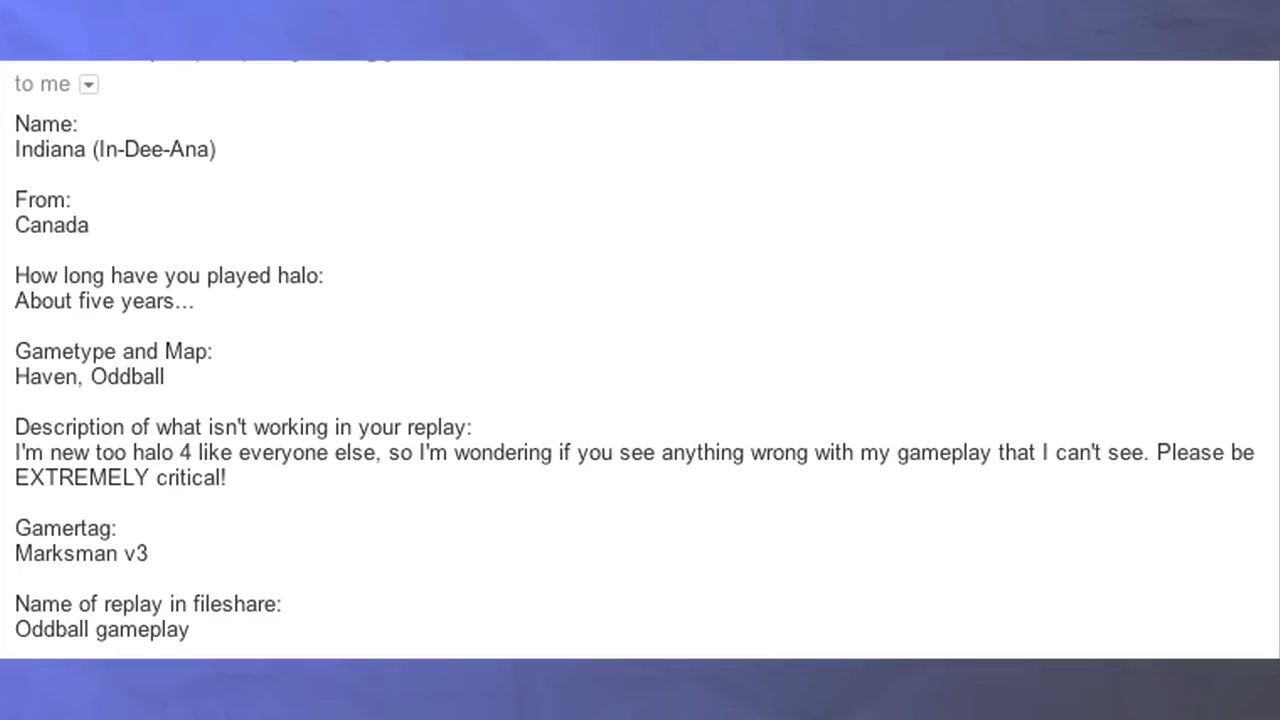 to me
Name:
Indiana (In-Dee-Ana)
From:
Canada
How long have you played halo:
About five years...
Gametype and Map:
Haven, Oddball
Description of what isn't working in your replay:
I'm new too halo 4 like everyone else, so I'm wondering if you see anything wrong with my gameplay that I can't see. Please be
EXTREMELY critical!
Gamertag:
Marksman v3
Name of replay in fileshare:
Oddball gameplay